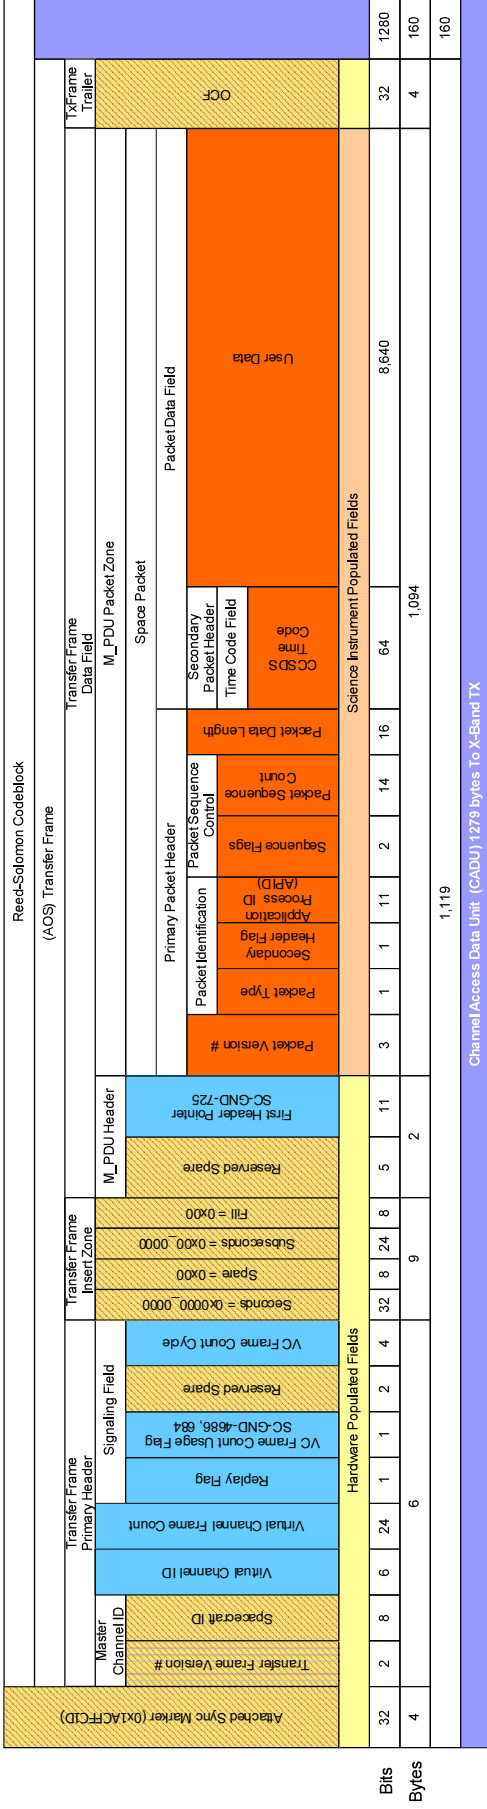 Reed-Solomon Codeblock
(AOS) Transfer Frame
Transfer Frame
Primary Header
Transfer Frame
Insert Zone
Transfer Frame
Data Field
TxFrame
Trailer
Master
Channel ID
Signaling Field
M_PDU Header
M_PDU Packet Zone
Space Packet
Primary Packet Header
Packet Data Field
Packet Identification
Packet Sequence
Control
Secondary
Packet Header
Time Code Field
Attached Sync Marker (0x1ACFFC1D)
Transfer Frame Version #
Spacecraft ID
Virtual Channel ID
Virtual Channel Frame Count
Replay Flag
VC Frame Count Usage Flag
SC-GND-4686, 684
Reserved Spare
VC Frame Count Cycle
Seconds = 0x0000_0000
Spare = 0x00
Subseconds = 0x00_0000
Fill = 0x00
Reserved Spare
First Header Pointer
SC-GND-725
Packet Version #
Packet Type
Secondary
Header Flag
Application
Process ID
(APID)
Sequence Flags
Packet Sequence
Count
Packet Data Length
CCSDS
Time
Code
User Data
OCF
Hardware Populated Fields
Science Instrument Populated Fields
Bits
32
2
8
6
24
1
1
2
4
32
8
24
8
5
11
3
1
1
11
2
14
16
64
8,640
32
1280
Bytes
4
6
9
2
1,094
4
160
1,119
160
Channel Access Data Unit (CADU) 1279 bytes To X-Band TX